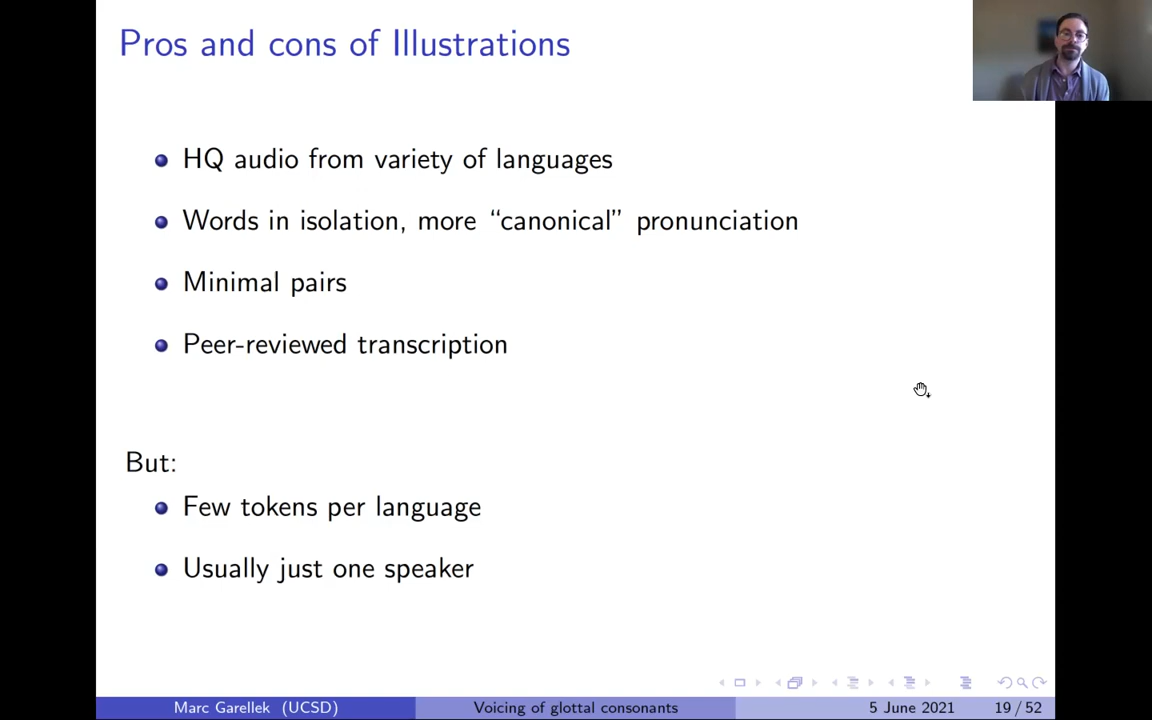 Pros and cons of Illustrations
HQ audio from variety of languages
Words in isolation, more “canonical” pronunciation
Minimal pairs
Peer-reviewed transcription
But:
Few tokens per language
Usually just one speaker
Marc Garellek (UCSD) Voicing of glottal consonants 5 June 2021 19 / 52